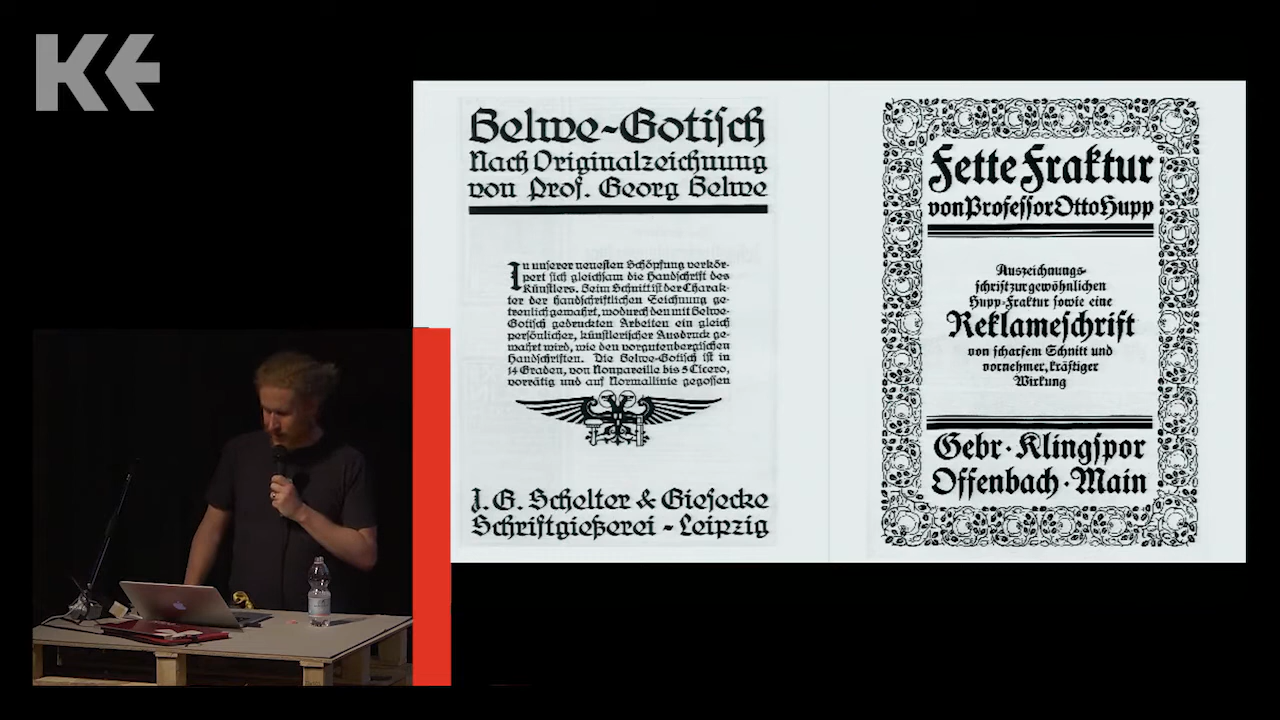 KE
Belwe-Gotiſch
Nach Originalzeichnung
von Prof. Georg Belwe
In unſerer neueſten Schöpfung verkör-
pert ſich gleichſam die Handſchrift des
Künſtlers. Beim Schnitt iſt der Charak-
ter der handſchriftlichen Zeichnung ge-
treulich gewahrt, wodurch den mit Belwe-
Gotiſch gedruckten Arbeiten ein gleich
perſönlicher, künſtleriſcher Ausdruck ge-
wahrt wird, wie den vorgutenbergiſchen
Handſchriften. Die Belwe-Gotiſch iſt in
14 Graden, von Nonpareille bis 5 Cicero,
vorrätig und auf Normallinie gegoſſen
J. G. Schelter & Gieſecke
Schriftgießerei - Leipzig
Fette Fraktur
von Profeſſor Otto Hupp
Auszeichnungs-
ſchrift zur gewöhnlichen
Hupp-Fraktur ſowie eine
Reklameſchrift
von ſcharfem Schnitt und
vornehmer, kräftiger
Wirkung
Gebr · Klingſpor
Offenbach · Main